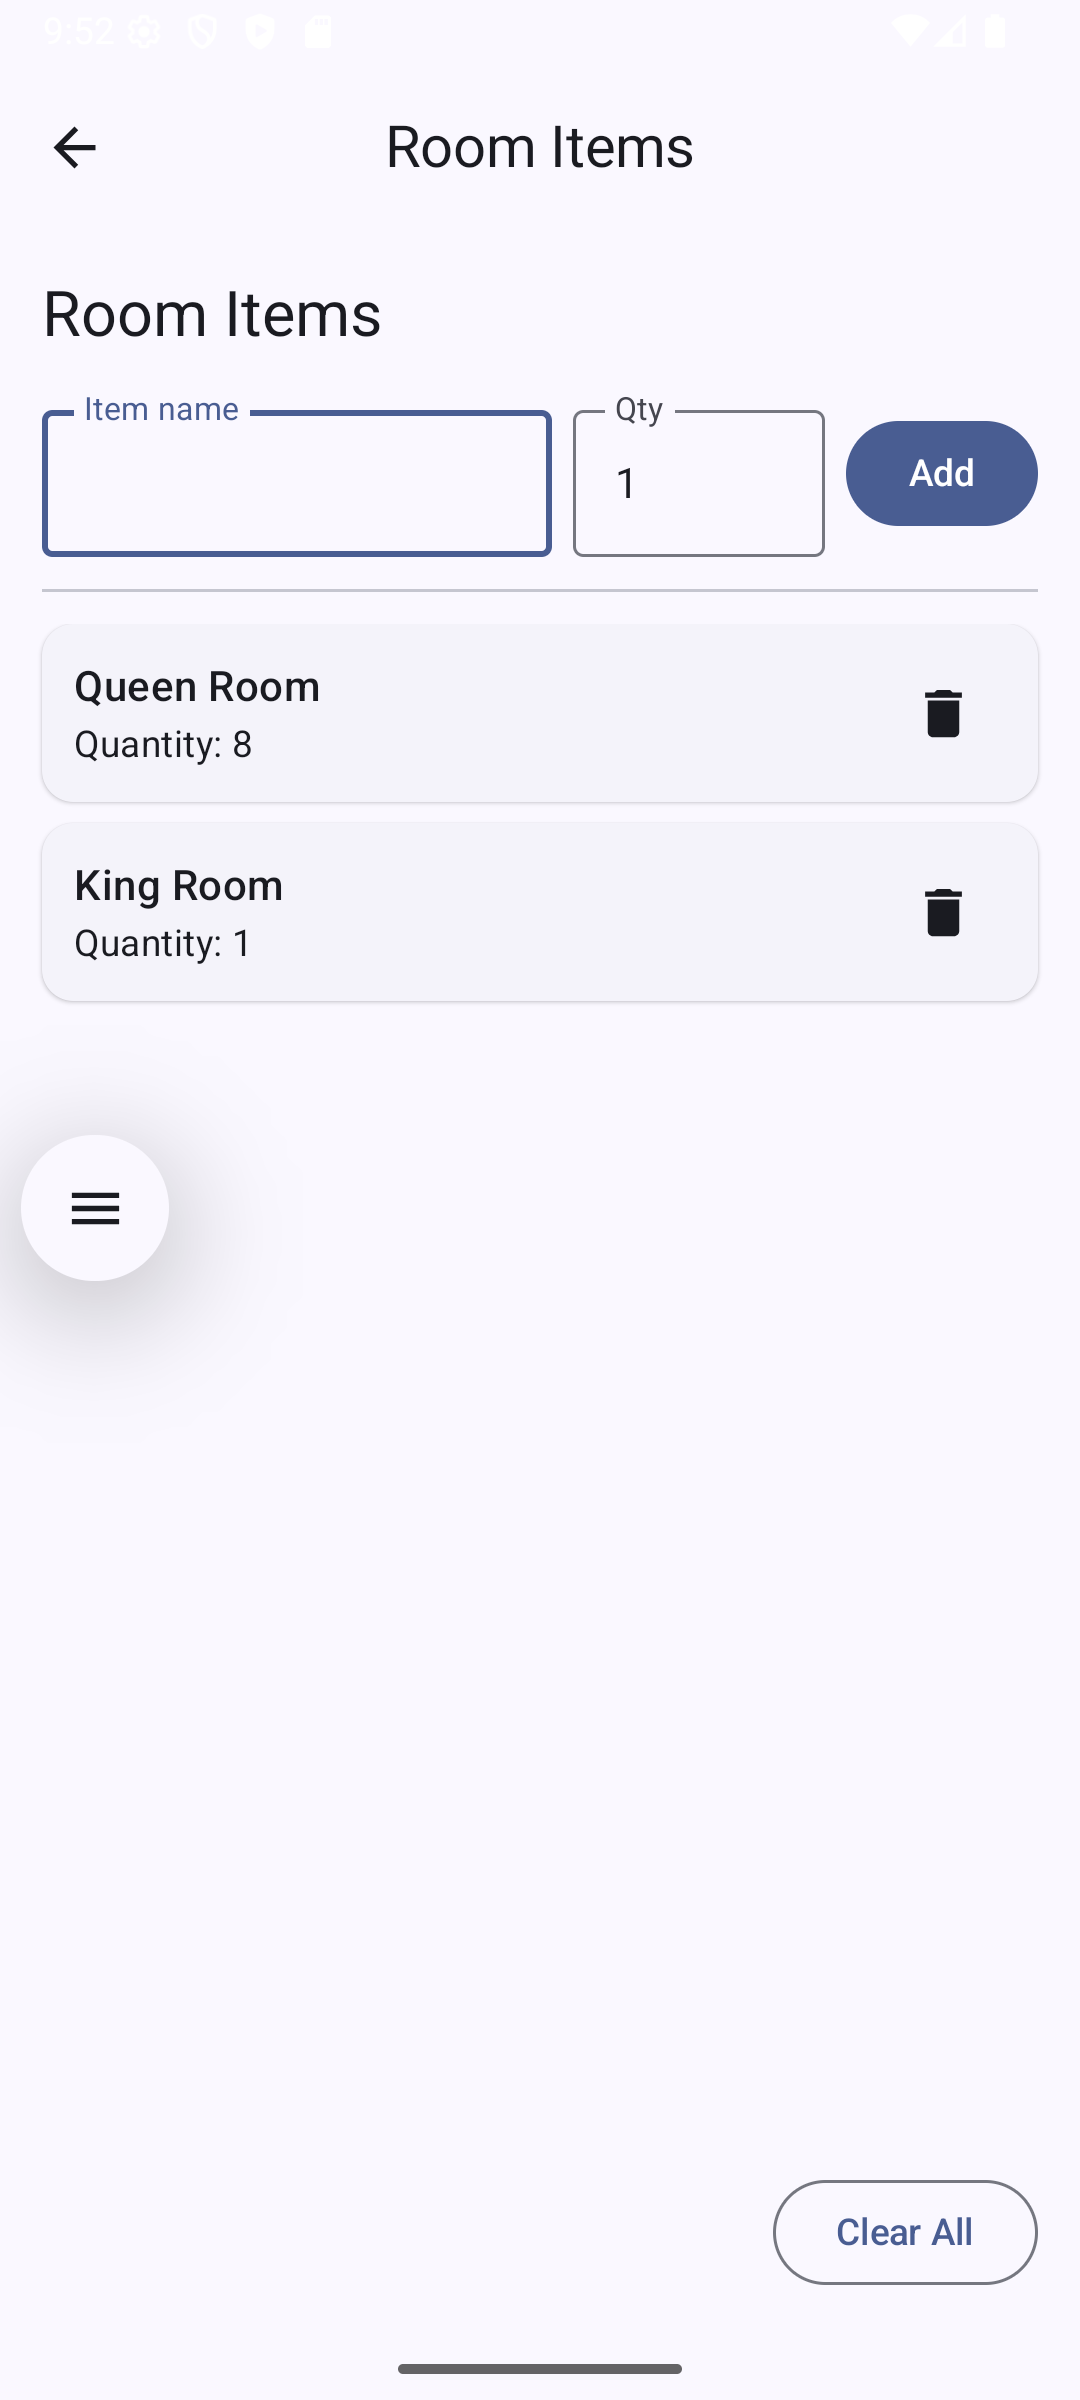 9:52
Room Items
Room Items
Item name
Qty
1
Add
Queen Room
Quantity: 8
King Room
Quantity: 1
Clear All